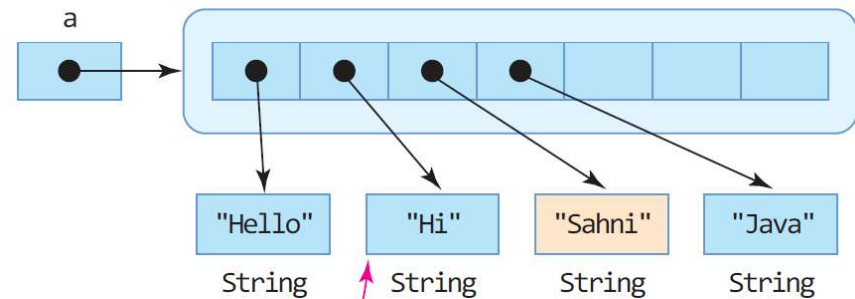 a
"Hello" "Hi" "Sahni" "Java"
String String String String